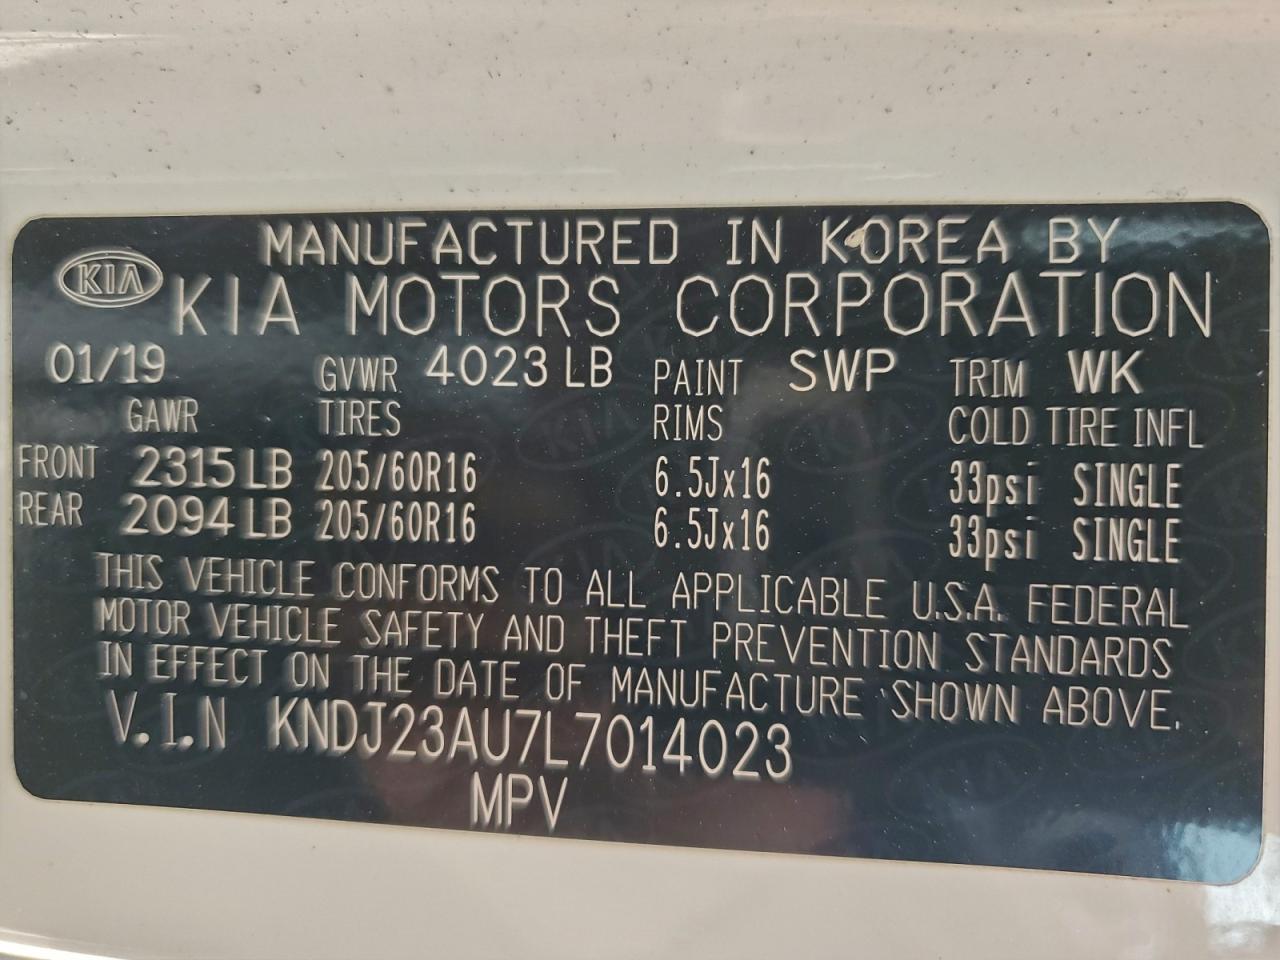 MANUFACTURED IN KOREA BY
KIA KIA MOTORS CORPORATION
01/19 GVWR 4023 LB PAINT SWP TRIM WK
GAWR TIRES RIMS COLD TIRE INFL
FRONT 2315 LB 205/60R16 6.5Jx16 33psi SINGLE
REAR 2094 LB 205/60R16 6.5Jx16 33psi SINGLE
THIS VEHICLE CONFORMS TO ALL APPLICABLE U.S.A. FEDERAL
MOTOR VEHICLE SAFETY AND THEFT PREVENTION STANDARDS
IN EFFECT ON THE DATE OF MANUFACTURE SHOWN ABOVE.
V.I.N KNDJ23AU7L7014023
MPV